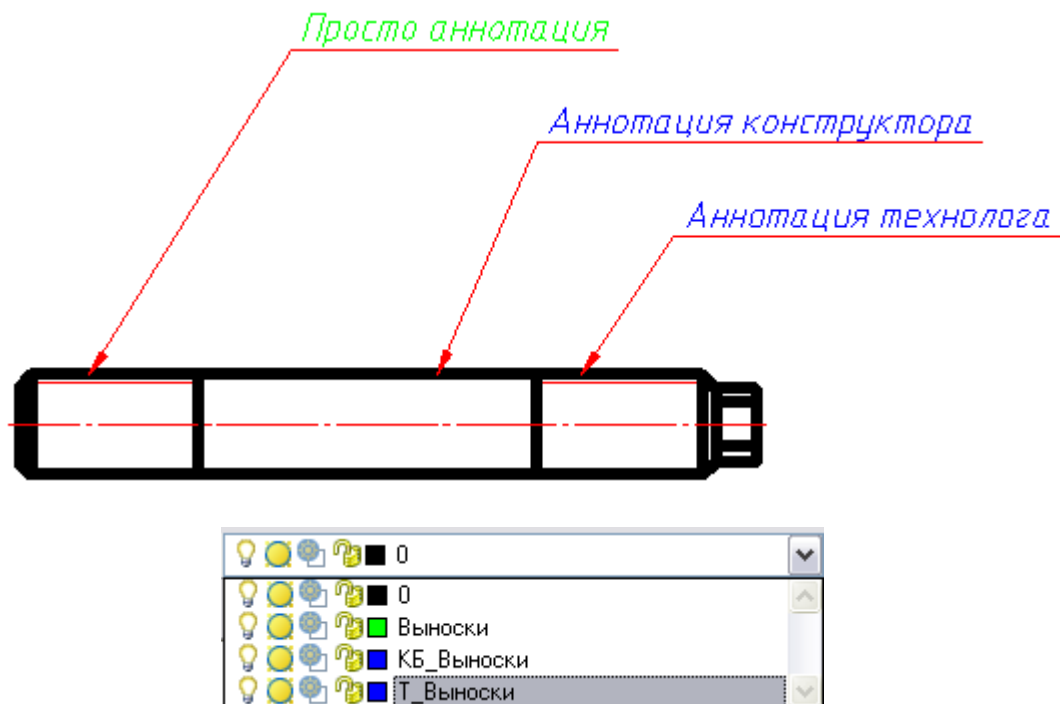 Просто аннотация
Аннотация конструктора
Аннотация технолога
0
0
Выноски
КБ_Выноски
Т_Выноски